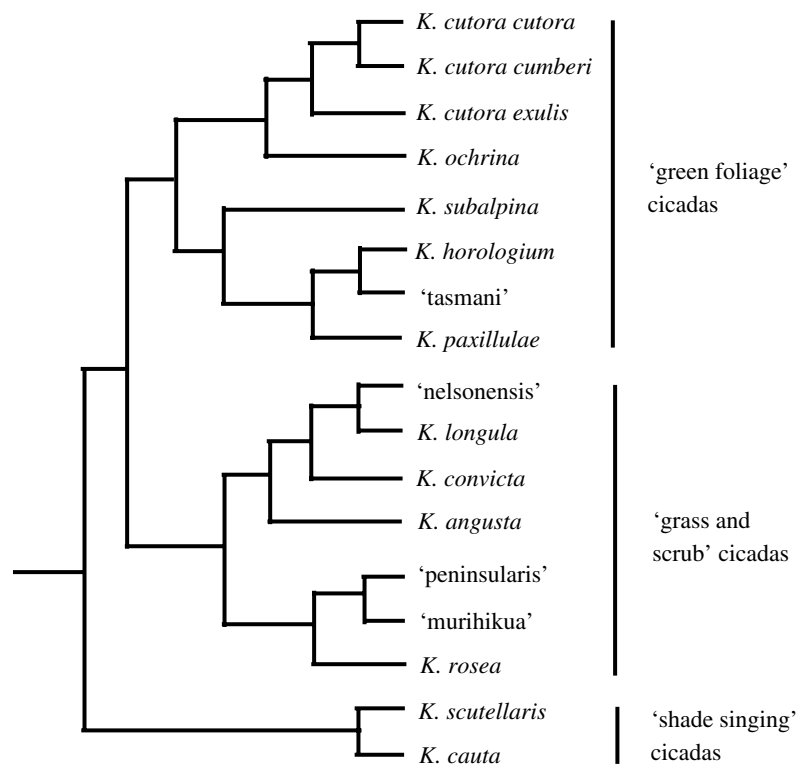 K. cutora cutora
K. cutora cumberi
K. cutora exulis
K. ochrina
K. subalpina
K. horologium
‘tasmani’
K. paxillulae
‘green foliage’
cicadas
‘nelsonensis’
K. longula
K. convicta
K. angusta
‘peninsularis’
‘murihikua’
K. rosea
‘grass and
scrub’ cicadas
K. scutellaris
K. cauta
‘shade singing’
cicadas